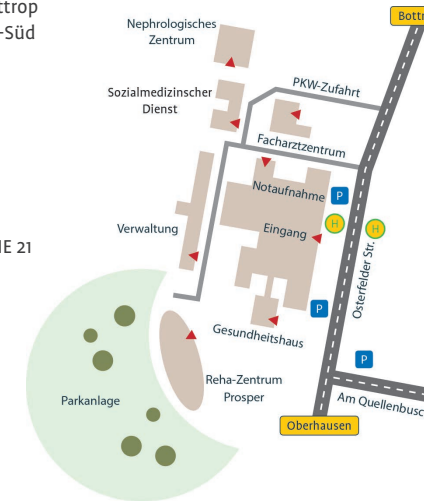 ttrop
-Süd
Bottr
Nephrologisches
Zentrum
PKW-Zufahrt
Sozialmedizinscher
Dienst
Facharztzentrum
Notaufnahme
P
H
H
Verwaltung
Eingang
IE 21
Osterfelder Str.
P
Gesundheitshaus
P
Reha-Zentrum
Prosper
Parkanlage
Am Quellenbusc
Oberhausen